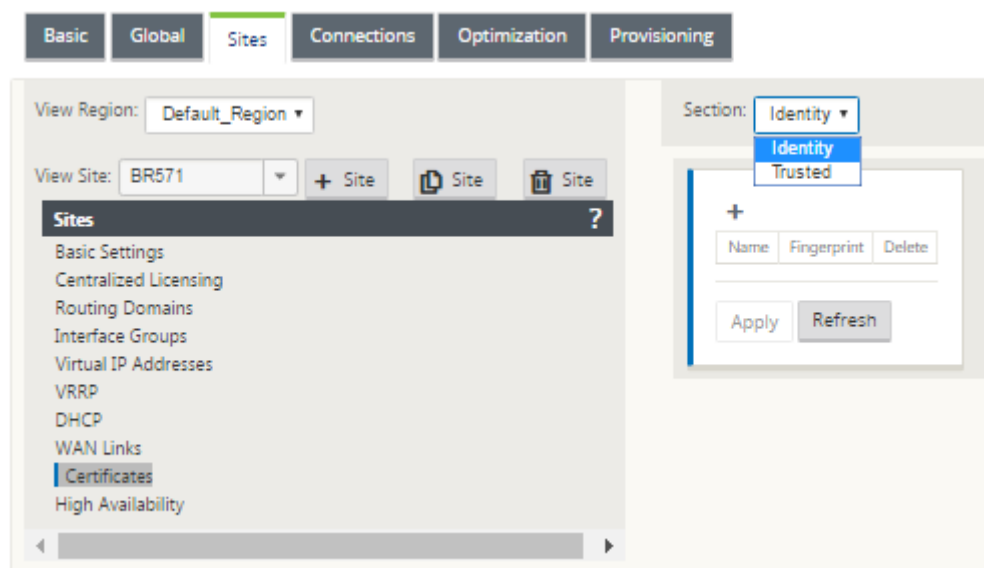 Basic Global Sites Connections Optimization Provisioning
View Region: Default_Region
Section: Identity
Identity
Trusted
View Site: BR571 + Site Site Site
Sites ?
Basic Settings
Centralized Licensing
Routing Domains
Interface Groups
Virtual IP Addresses
VRRP
DHCP
WAN Links
Certificates
High Availability
+
Name Fingerprint Delete
Apply Refresh